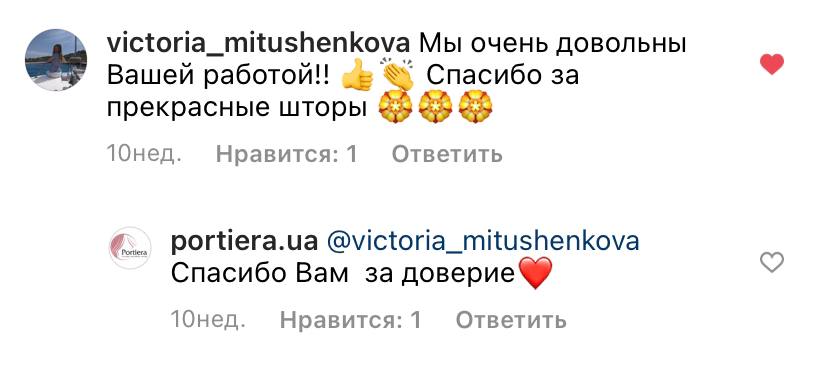 victoria_mitushenkova Мы очень довольны
Вашей работой!! 👍👏 Спасибо за
прекрасные шторы 🏵️🏵️🏵️
10нед. Нравится: 1 Ответить
Portiera
portiera.ua @victoria_mitushenkova
Спасибо Вам за доверие❤️
10нед. Нравится: 1 Ответить